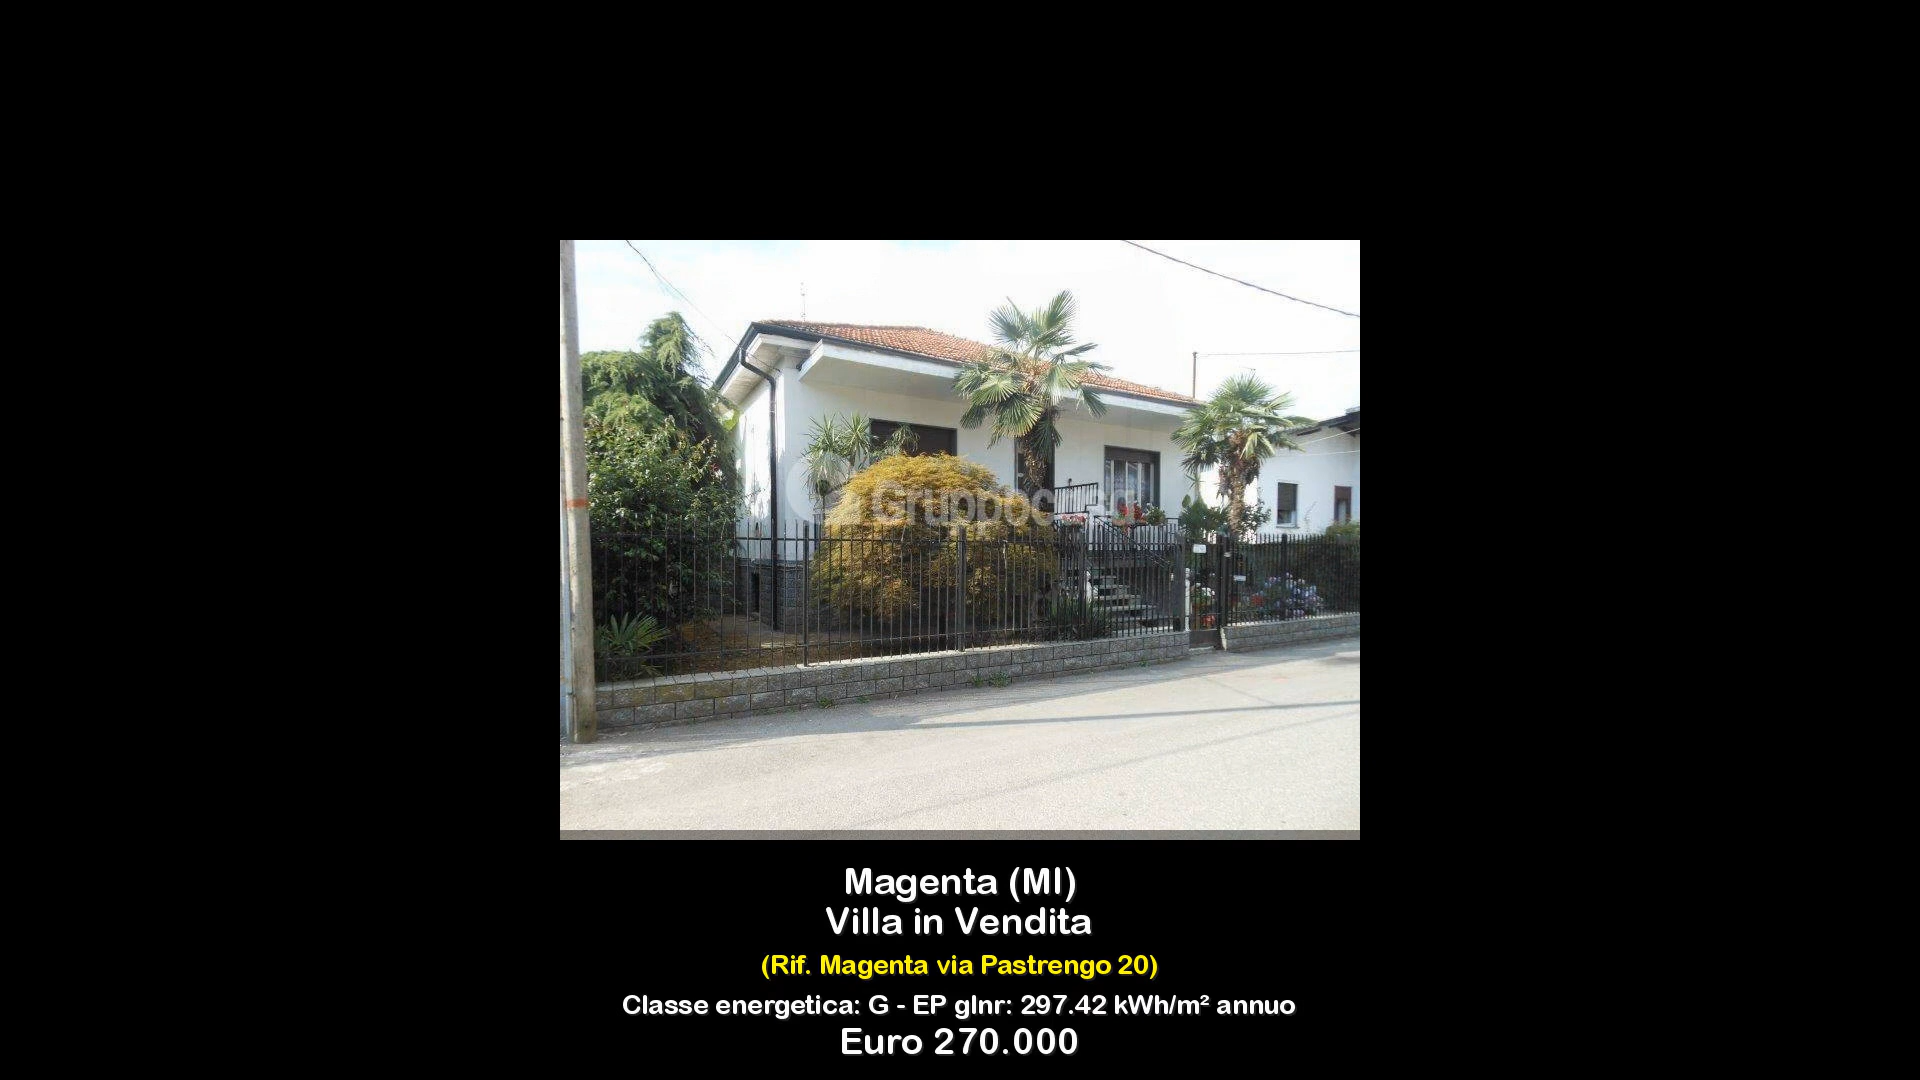 GruppoCasa
Magenta (MI)
Villa in Vendita
(Rif. Magenta via Pastrengo 20)
Classe energetica: G - EP glnr: 297.42 kWh/m² annuo
Euro 270.000